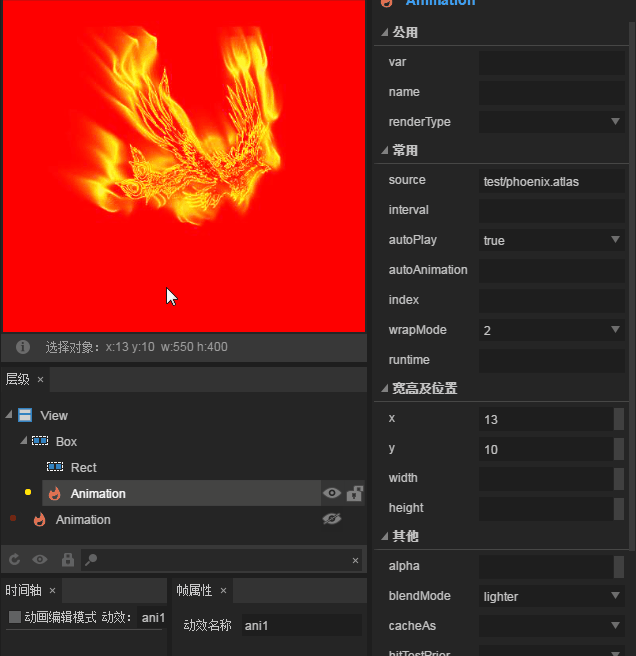 Animation
公用
var
name
renderType
常用
source test/phoenix.atlas
interval
autoPlay true
autoAnimation
index
wrapMode 2
runtime
宽高及位置
x 13
y 10
width
height
其他
alpha
blendMode lighter
cacheAs
hitTestPrior
选择对象：x:13 y:10 w:550 h:400
层级 ×
View
Box
Rect
Animation
Animation
×
时间轴 ×
动画编辑模式 动效： ani1
帧属性 ×
动效名称 ani1